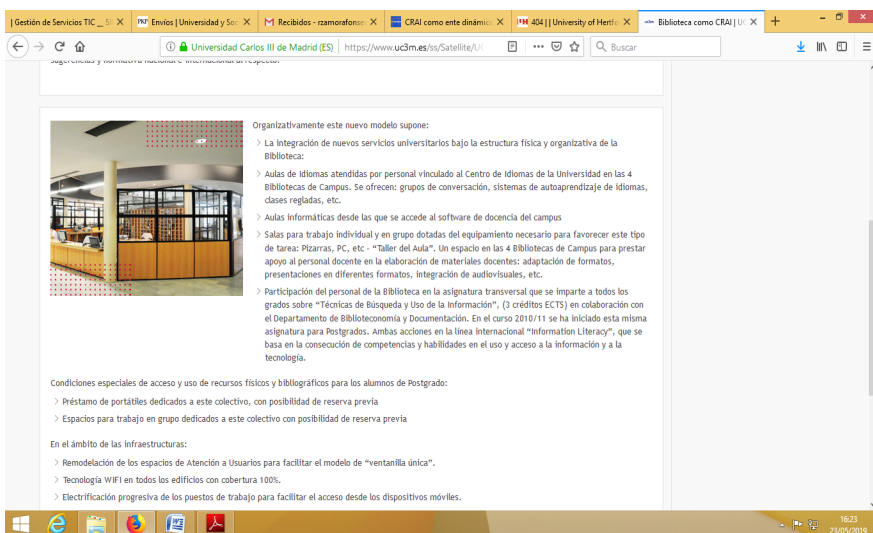 Gestión de Servicios TIC __ S
Envíos | Universidad y Soc
Recibidos - rzamorafonse
CRAI como ente dinámic
404 | | University of Hertfo
Biblioteca como CRAI | UC
Universidad Carlos III de Madrid (ES)
https://www.uc3m.es/ss/Satellite/U
Buscar
sugerencias y normativa nacional e internacional al respecto.
Organizativamente este nuevo modelo supone:
La integración de nuevos servicios universitarios bajo la estructura física y organizativa de la
Biblioteca:
Aulas de Idiomas atendidas por personal vinculado al Centro de Idiomas de la Universidad en las 4
Bibliotecas de Campus. Se ofrecen: grupos de conversación, sistemas de autoaprendizaje de idiomas,
clases regladas, etc.
Aulas informáticas desde las que se accede al software de docencia del campus
Salas para trabajo individual y en grupo dotadas del equipamiento necesario para favorecer este tipo
de tarea: Pizarras, PC, etc - “Taller del Aula”. Un espacio en las 4 Bibliotecas de Campus para prestar
apoyo al personal docente en la elaboración de materiales docentes: adaptación de formatos,
presentaciones en diferentes formatos, integración de audiovisuales, etc.
Participación del personal de la Biblioteca en la asignatura transversal que se imparte a todos los
grados sobre “Técnicas de Búsqueda y Uso de la Información”, (3 créditos ECTS) en colaboración con
el Departamento de Biblioteconomía y Documentación. En el curso 2010/11 se ha iniciado esta misma
asignatura para Postgrados. Ambas acciones en la línea internacional “Information Literacy”, que se
basa en la consecución de competencias y habilidades en el uso y acceso a la información y a la
tecnología.
Condiciones especiales de acceso y uso de recursos físicos y bibliográficos para los alumnos de Postgrado:
Préstamo de portátiles dedicados a este colectivo, con posibilidad de reserva previa
Espacios para trabajo en grupo dedicados a este colectivo con posibilidad de reserva previa
En el ámbito de las infraestructuras:
Remodelación de los espacios de Atención a Usuarios para facilitar el modelo de “ventanilla única”.
Tecnología WIFI en todos los edificios con cobertura 100%.
Electrificación progresiva de los puestos de trabajo para facilitar el acceso desde los dispositivos móviles.
16:23
23/05/2019